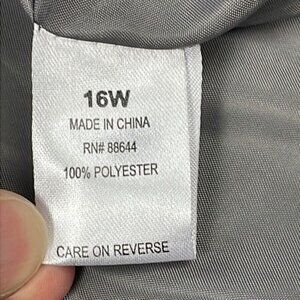 16W
MADE IN CHINA
RN# 88644
100% POLYESTER
CARE ON REVERSE